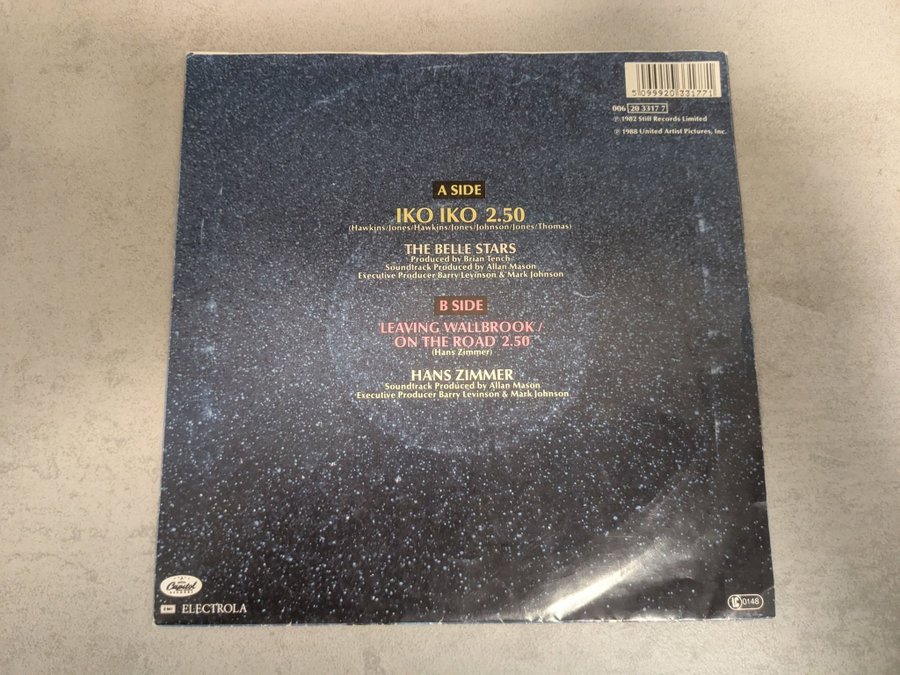 5 099920 331771
006 20 3317 7
℗ 1982 Stiff Records Limited
℗ 1988 United Artist Pictures, Inc.
A SIDE
IKO IKO 2.50
(Hawkins/Jones/Hawkins/Jones/Johnson/Jones/Thomas)
THE BELLE STARS
Produced by Brian Tench
Soundtrack Produced by Allan Mason
Executive Producer Barry Levinson & Mark Johnson
B SIDE
'LEAVING WALLBROOK /
ON THE ROAD' 2.50
(Hans Zimmer)
HANS ZIMMER
Soundtrack Produced by Allan Mason
Executive Producer Barry Levinson & Mark Johnson
Capitol
RECORDS
EMI ELECTROLA
LC 0148